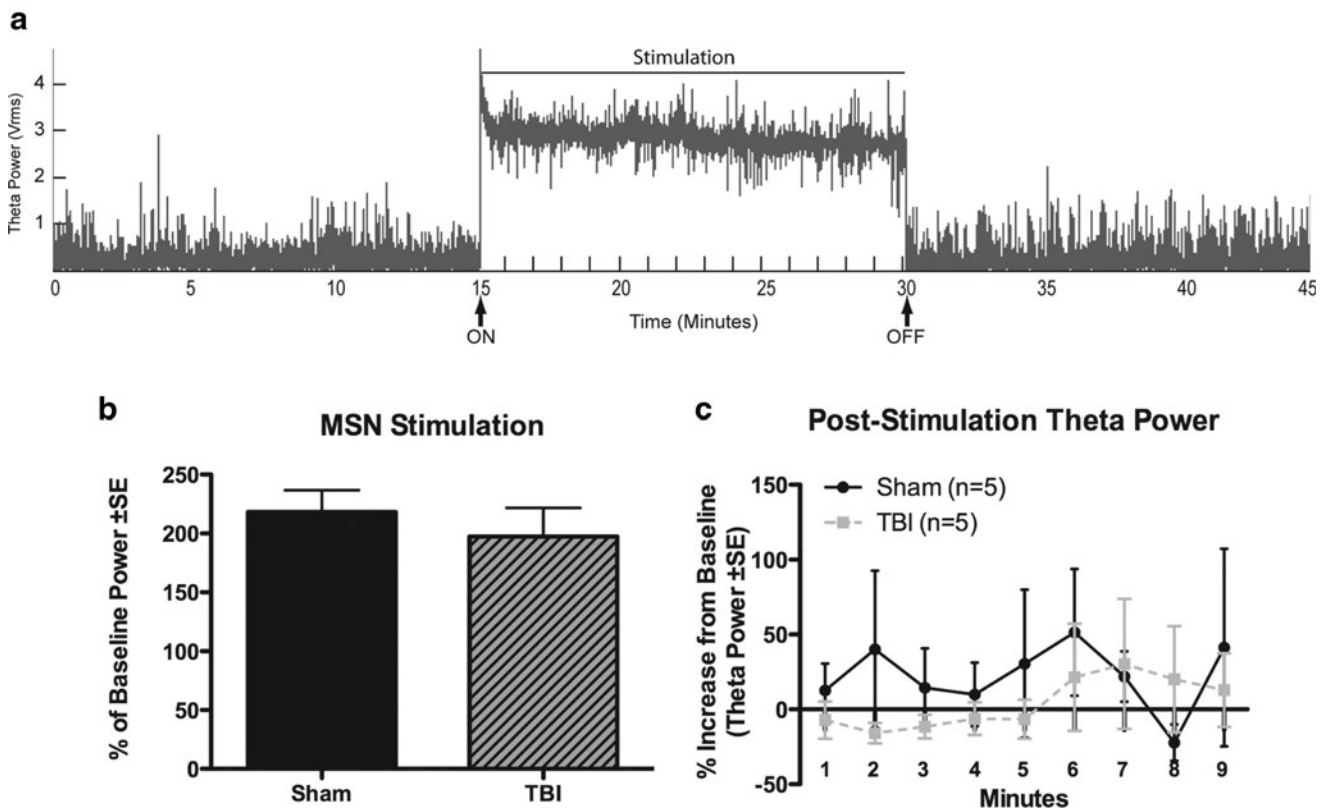 a
Stimulation
Theta Power (Vrms)
4
3
2
1
0 5 10 15 20 25 30 35 40 45
ON
Time (Minutes)
OFF
b
MSN Stimulation
% of Baseline Power ±SE
250
200
150
100
50
0
Sham TBI
c
Post-Stimulation Theta Power
% Increase from Baseline
(Theta Power ±SE)
150
100
50
0
-50
Sham (n=5)
TBI (n=5)
1 2 3 4 5 6 7 8 9
Minutes